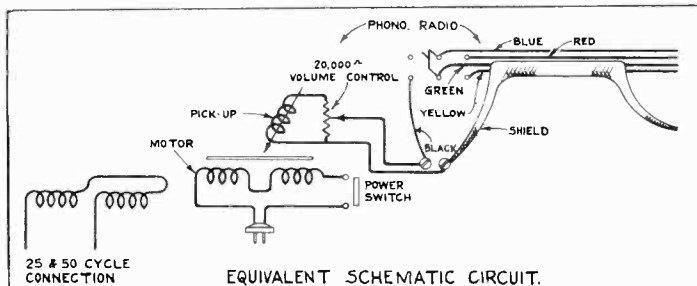 PHONO. RADIO
BLUE
RED
20,000 Ω
VOLUME CONTROL
GREEN
PICK-UP
YELLOW
MOTOR
BLACK
SHIELD
POWER
SWITCH
25 & 50 CYCLE
CONNECTION
EQUIVALENT SCHEMATIC CIRCUIT.